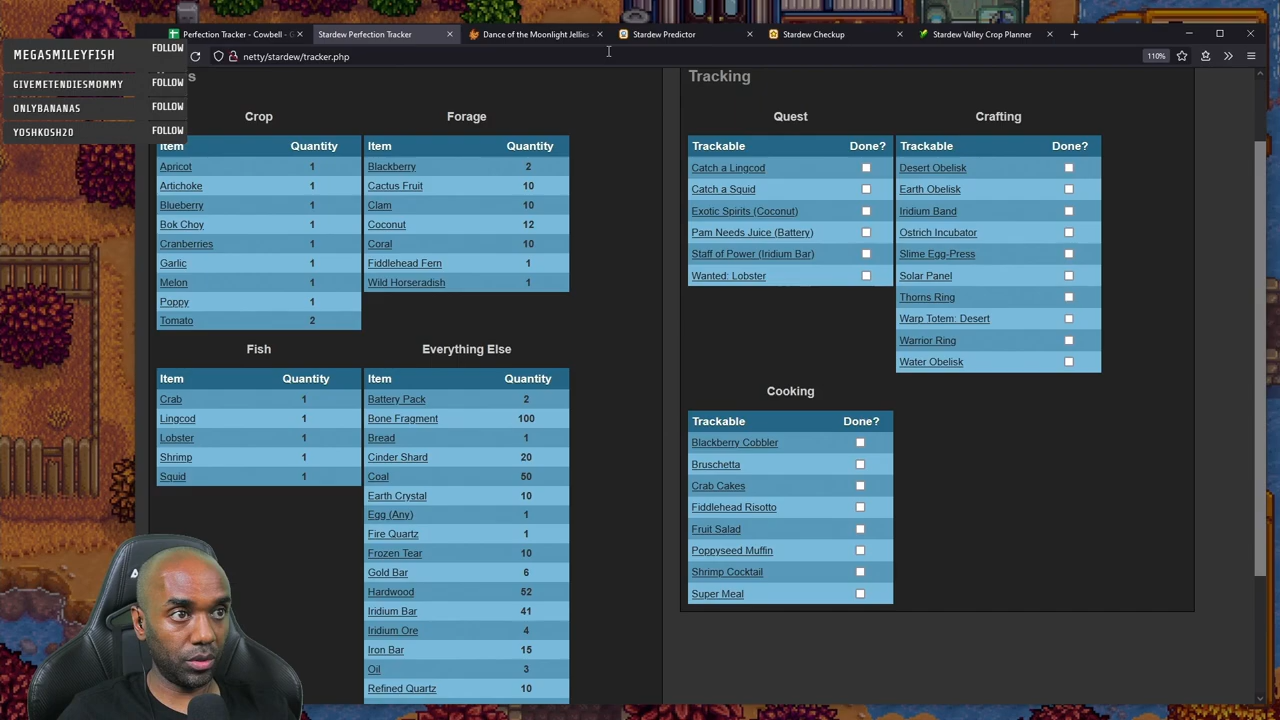 Perfection Tracker - Cowbell -
Stardew Perfection Tracker
Dance of the Moonlight Jellies
Stardew Predictor
Stardew Checkup
Stardew Valley Crop Planner
netty/stardew/tracker.php
110%
MEGASMILEYFISH FOLLOW
GIVEMETENDIESMOMMY FOLLOW
ONLYBANANAS FOLLOW
YOSHKOSH20 FOLLOW
Crop
Item Quantity
Apricot 1
Artichoke 1
Blueberry 1
Bok Choy 1
Cranberries 1
Garlic 1
Melon 1
Poppy 1
Tomato 2
Forage
Item Quantity
Blackberry 2
Cactus Fruit 10
Clam 10
Coconut 12
Coral 10
Fiddlehead Fern 1
Wild Horseradish 1
Fish
Item Quantity
Crab 1
Lingcod 1
Lobster 1
Shrimp 1
Squid 1
Everything Else
Item Quantity
Battery Pack 2
Bone Fragment 100
Bread 1
Cinder Shard 20
Coal 50
Earth Crystal 10
Egg (Any) 1
Fire Quartz 1
Frozen Tear 10
Gold Bar 6
Hardwood 52
Iridium Bar 41
Iridium Ore 4
Iron Bar 15
Oil 3
Refined Quartz 10
Tracking
Quest
Trackable Done?
Catch a Lingcod
Catch a Squid
Exotic Spirits (Coconut)
Pam Needs Juice (Battery)
Staff of Power (Iridium Bar)
Wanted: Lobster
Crafting
Trackable Done?
Desert Obelisk
Earth Obelisk
Iridium Band
Ostrich Incubator
Slime Egg-Press
Solar Panel
Thorns Ring
Warp Totem: Desert
Warrior Ring
Water Obelisk
Cooking
Trackable Done?
Blackberry Cobbler
Bruschetta
Crab Cakes
Fiddlehead Risotto
Fruit Salad
Poppyseed Muffin
Shrimp Cocktail
Super Meal